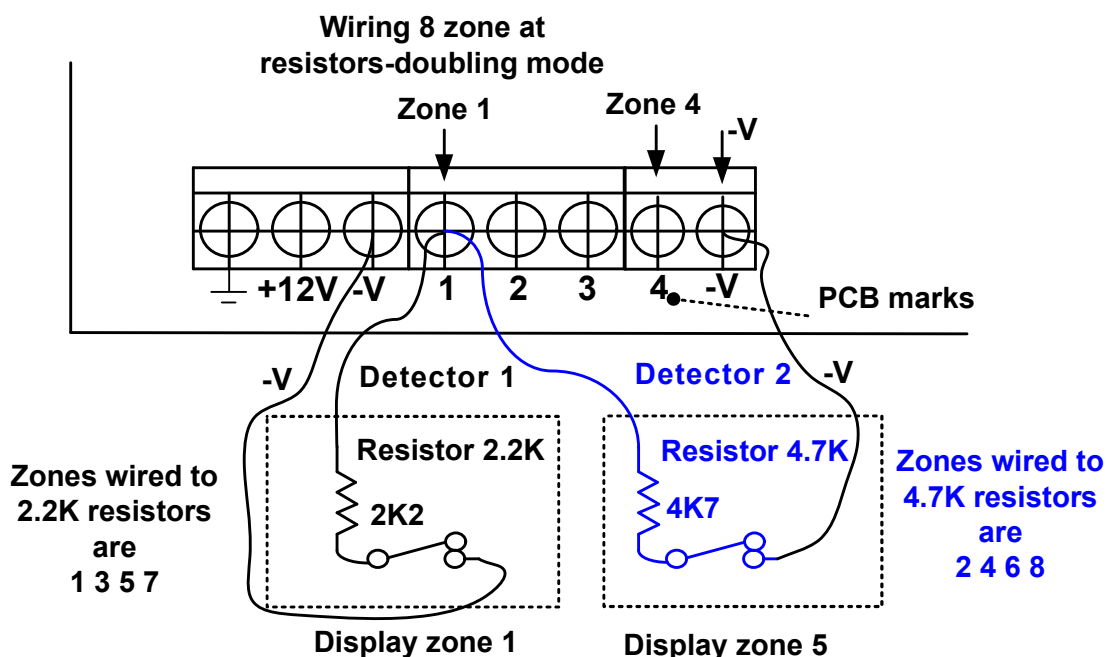 Wiring 8 zone at
resistors-doubling mode
Zone 1
Zone 4
-V
+12V -V 1 2 3 4 -V
PCB marks
-V
Detector 1
Detector 2
-V
Resistor 2.2K
Resistor 4.7K
2K2
4K7
Zones wired to
2.2K resistors
are
1 3 5 7
Zones wired to
4.7K resistors
are
2 4 6 8
Display zone 1
Display zone 5